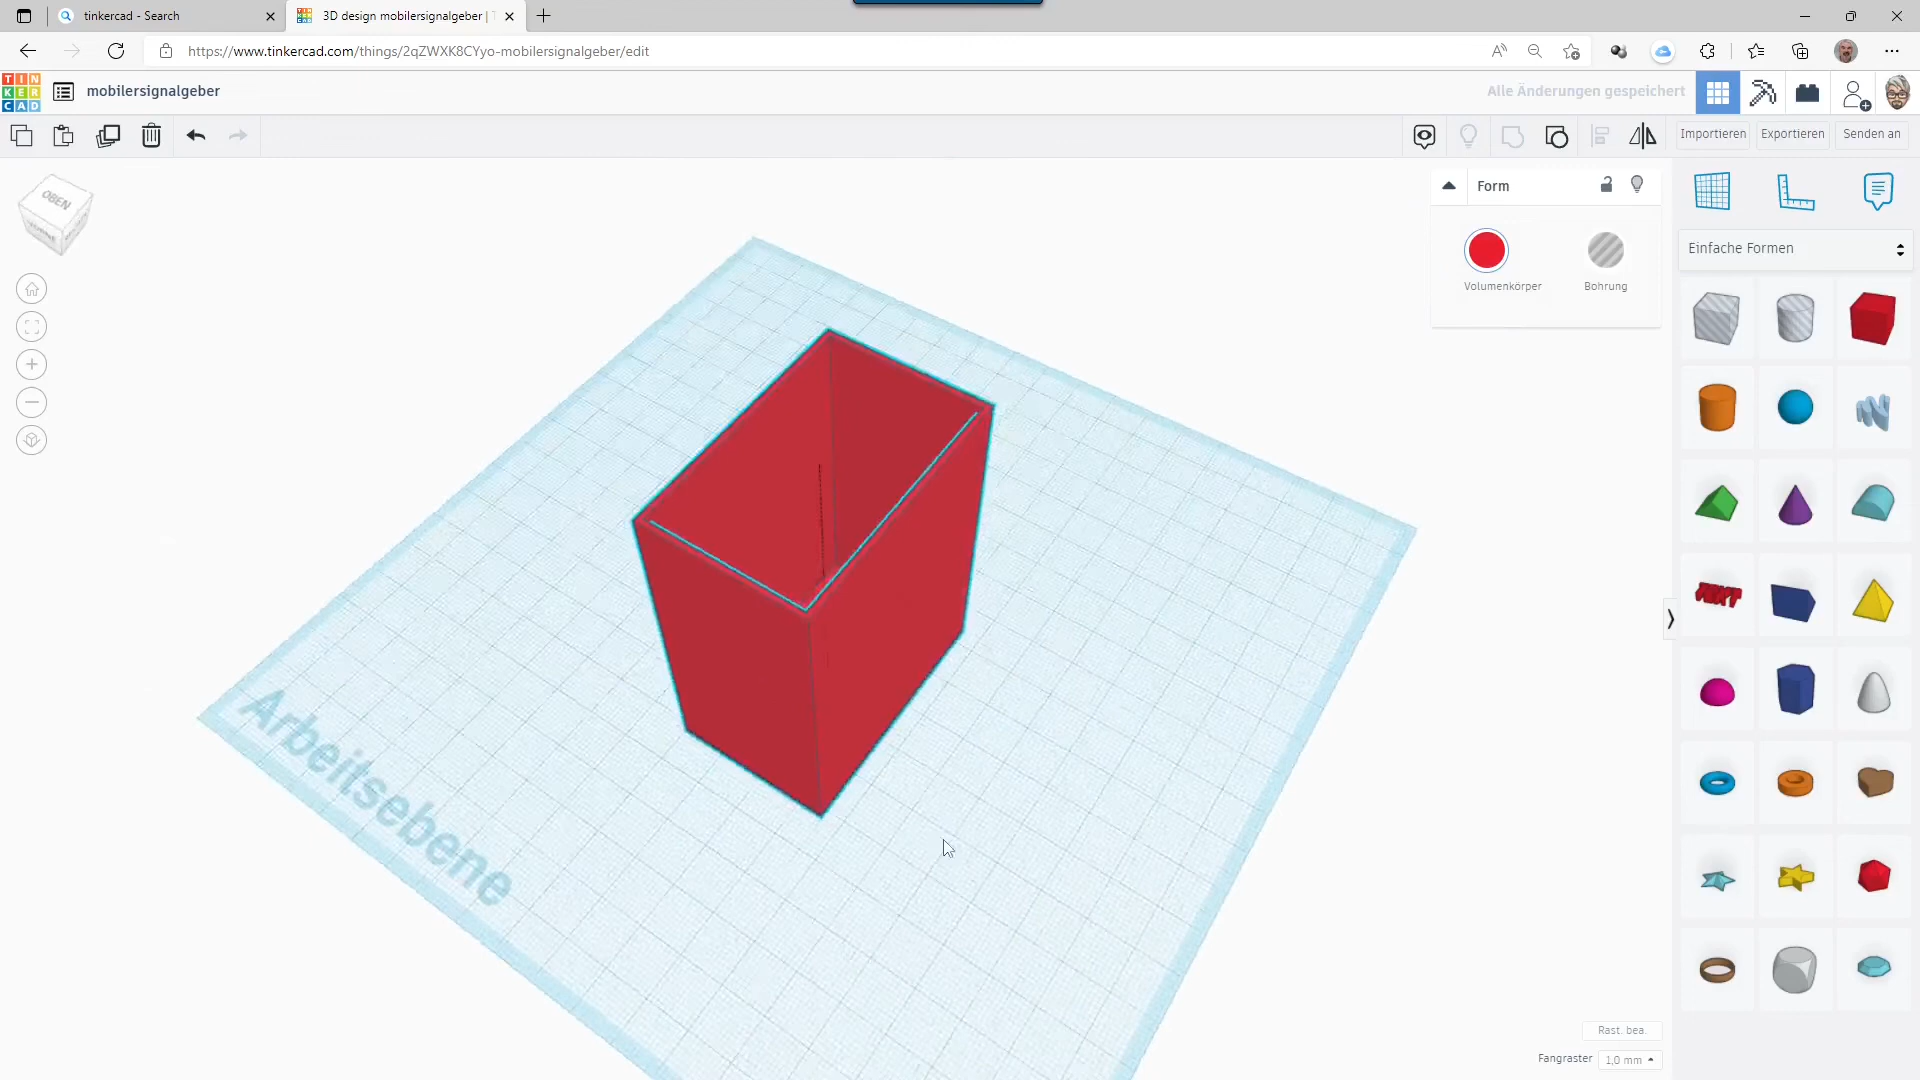 tinkercad - Search
3D design mobilersignalgeber |
https://www.tinkercad.com/things/2qZWXK8CYyo-mobilersignalgeber/edit
TIN
KER
CAD
mobilersignalgeber
Alle Änderungen gespeichert
Importieren
Exportieren
Senden an
OBEN
Form
Volumenkörper
Bohrung
Einfache Formen
Arbeitsebene
Rast. bea.
Fangraster
1,0 mm